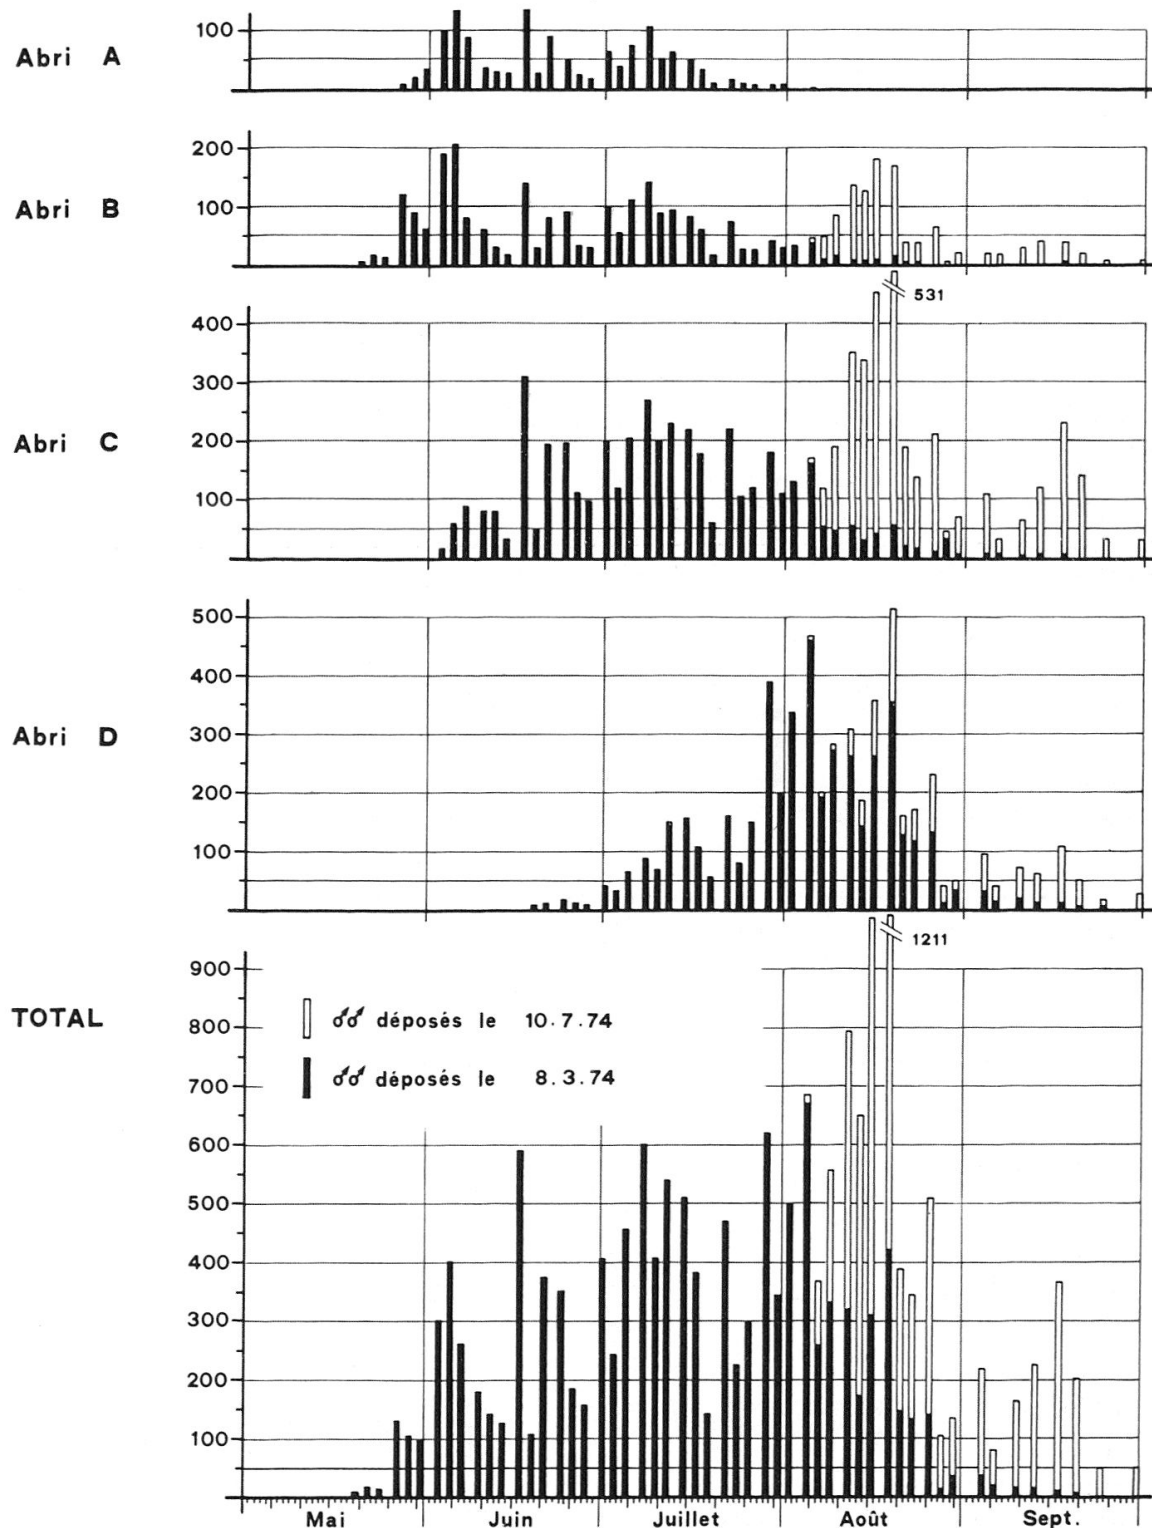 Abri A
100
Abri B
200
100
531
Abri C
400
300
200
100
Abri D
500
400
300
200
100
1211
TOTAL
900
800
700
600
500
400
300
200
100
♂♂ déposés le 10.7.74
♂♂ déposés le 8.3.74
Mai Juin Juillet Août Sept.